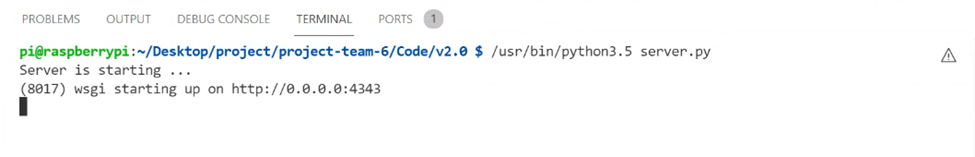 PROBLEMS OUTPUT DEBUG CONSOLE TERMINAL PORTS 1
pi@raspberrypi:~/Desktop/project/project-team-6/Code/v2.0 $ /usr/bin/python3.5 server.py
Server is starting ...
(8017) wsgi starting up on http://0.0.0.0:4343